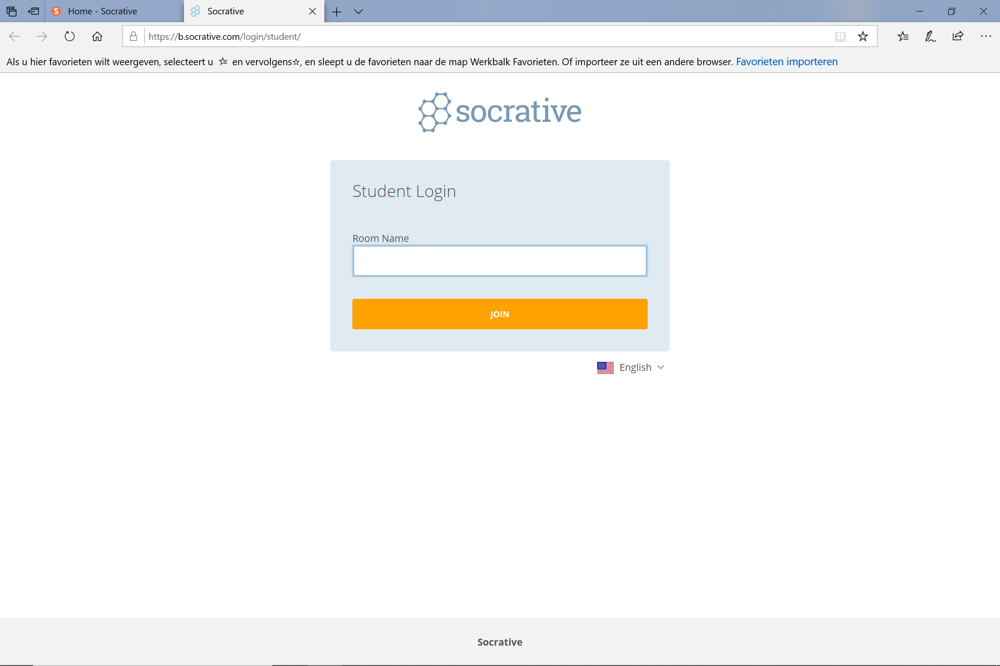 Home - Socrative
Socrative
https://b.socrative.com/login/student/
Als u hier favorieten wilt weergeven, selecteert u en vervolgens☆, en sleept u de favorieten naar de map Werkbalk Favorieten. Of importeer ze uit een andere browser. Favorieten importeren
socrative
Student Login
Room Name
JOIN
English
Socrative